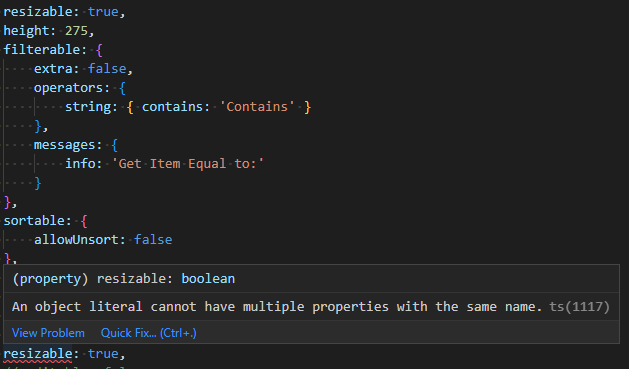 resizable: true,
height: 275,
filterable: {
extra: false,
operators: {
string: { contains: 'Contains' }
},
messages: {
info: 'Get Item Equal to:'
}
},
sortable: {
allowUnsort: false
},
(property) resizable: boolean
An object literal cannot have multiple properties with the same name. ts(1117)
View Problem Quick Fix... (Ctrl+.)
resizable: true,